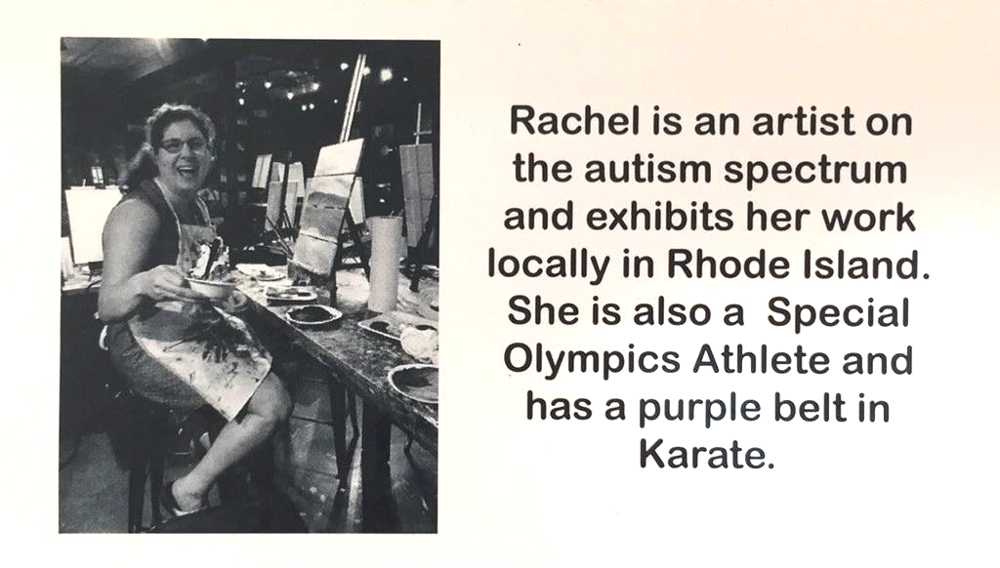 Rachel is an artist on
the autism spectrum
and exhibits her work
locally in Rhode Island.
She is also a  Special
Olympics Athlete and
has a purple belt in
Karate.